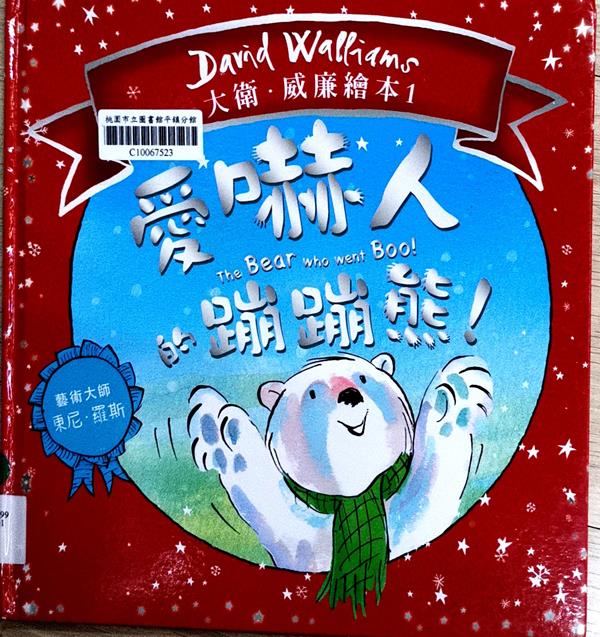 David Walliams
大衛·威廉繪本1
桃園市立圖書館平鎮分館
C10067523
愛嚇人
The Bear who went Boo!
的蹦蹦熊!
藝術大師
東尼·羅斯
99
1